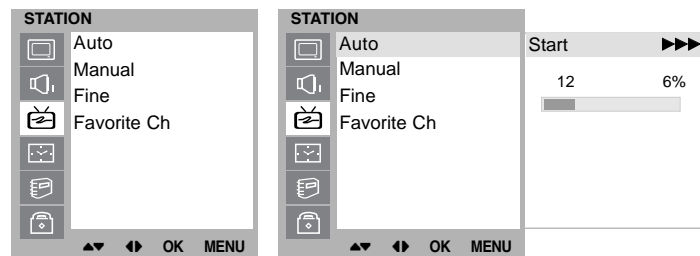 STATION
Auto
Manual
Fine
Favorite Ch
▲▼ ◀▶ OK MENU
STATION
Auto
Manual
Fine
Favorite Ch
▲▼ ◀▶ OK MENU
Start ▶▶▶
12 6%